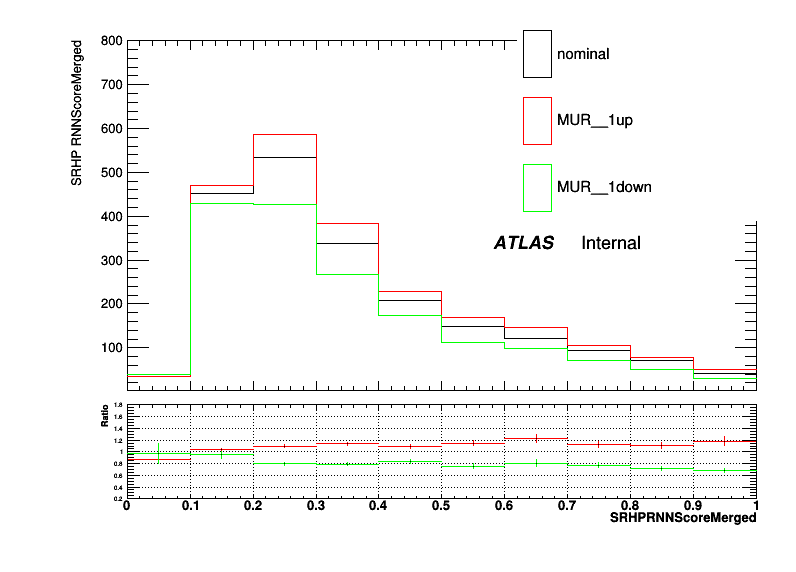 SRHP RNNScoreMerged
800
700
600
500
400
300
200
100
nominal
MUR__1up
MUR__1down
ATLAS Internal
Ratio
1.8
1.6
1.4
1.2
1
0.8
0.6
0.4
0.2
0 0.1 0.2 0.3 0.4 0.5 0.6 0.7 0.8 0.9 1
SRHPRNNScoreMerged